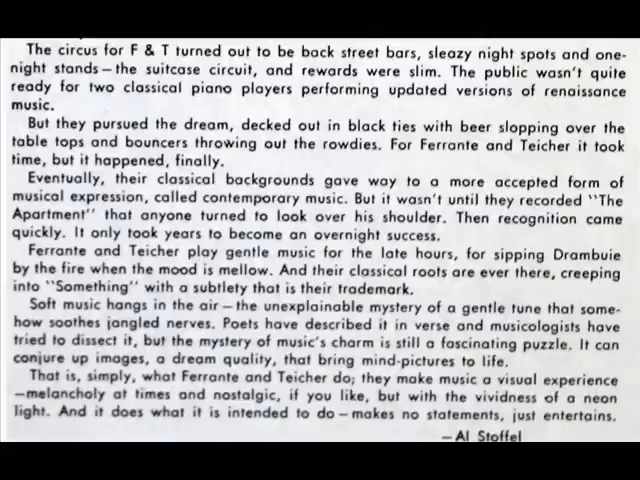 The circus for F & T turned out to be back street bars, sleazy night spots and one-
night stands—the suitcase circuit, and rewards were slim. The public wasn't quite
ready for two classical piano players performing updated versions of renaissance
music.
But they pursued the dream, decked out in black ties with beer slopping over the
table tops and bouncers throwing out the rowdies. For Ferrante and Teicher it took
time, but it happened, finally.
Eventually, their classical backgrounds gave way to a more accepted form of
musical expression, called contemporary music. But it wasn't until they recorded "The
Apartment" that anyone turned to look over his shoulder. Then recognition came
quickly. It only took years to become an overnight success.
Ferrante and Teicher play gentle music for the late hours, for sipping Drambuie
by the fire when the mood is mellow. And their classical roots are ever there, creeping
into "Something" with a subtlety that is their trademark.
Soft music hangs in the air—the unexplainable mystery of a gentle tune that some-
how soothes jangled nerves. Poets have described it in verse and musicologists have
tried to dissect it, but the mystery of music's charm is still a fascinating puzzle. It can
conjure up images, a dream quality, that bring mind-pictures to life.
That is, simply, what Ferrante and Teicher do; they make music a visual experience
—melancholy at times and nostalgic, if you like, but with the vividness of a neon
light. And it does what it is intended to do—makes no statements, just entertains.
—Al Stoffel